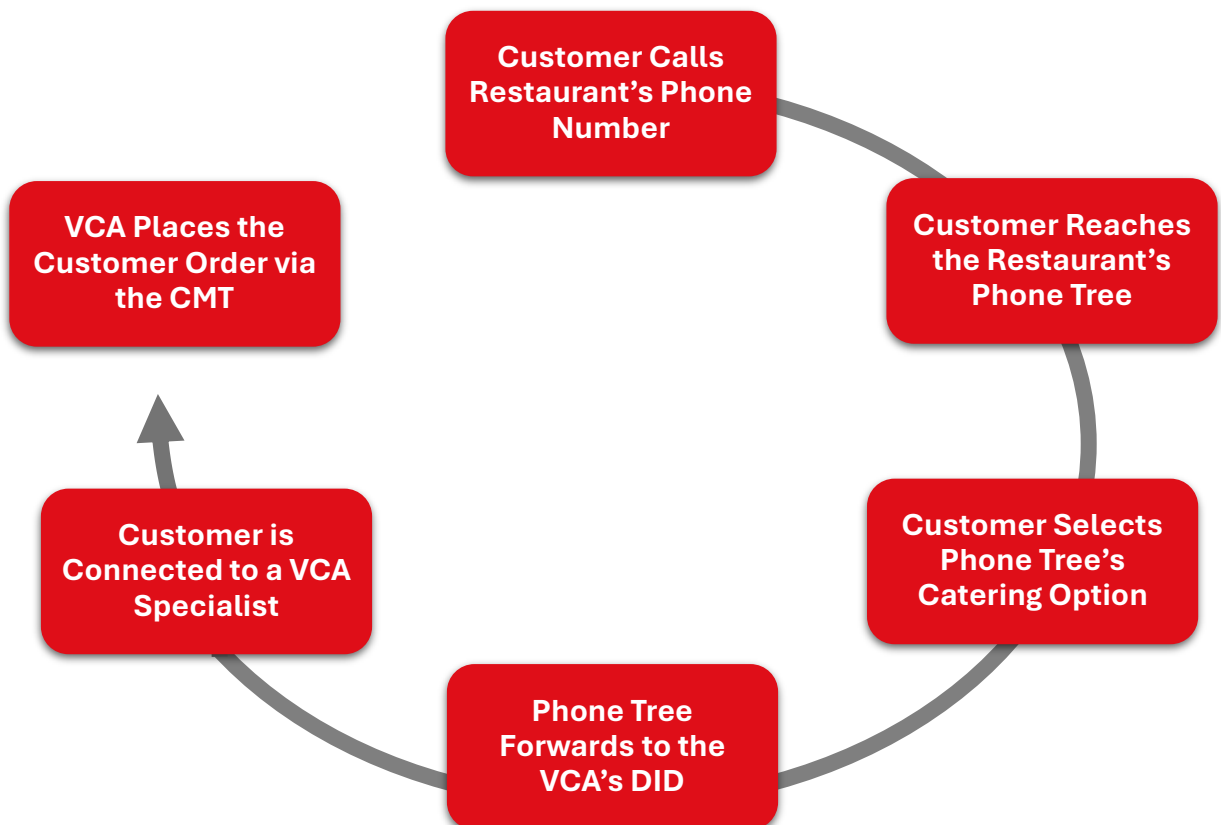 Customer Calls
Restaurant’s Phone
Number
Customer Reaches
the Restaurant’s
Phone Tree
Customer Selects
Phone Tree’s
Catering Option
Phone Tree
Forwards to the
VCA’s DID
Customer is
Connected to a VCA
Specialist
VCA Places the
Customer Order via
the CMT